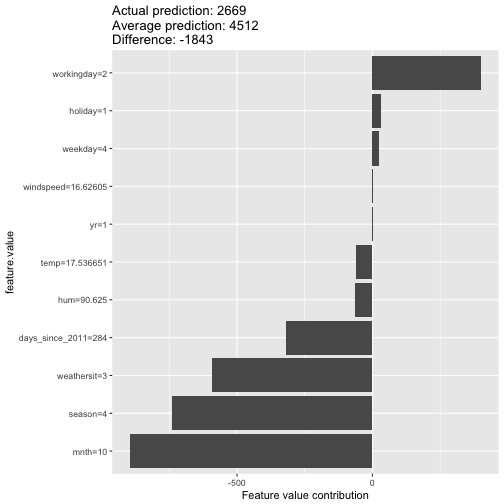 Actual prediction: 2669
Average prediction: 4512
Difference: -1843
workingday=2
holiday=1
weekday=4
windspeed=16.62605
yr=1
temp=17.536651
hum=90.625
days_since_2011=284
weathersit=3
season=4
mnth=10
feature.value
-500
0
Feature value contribution